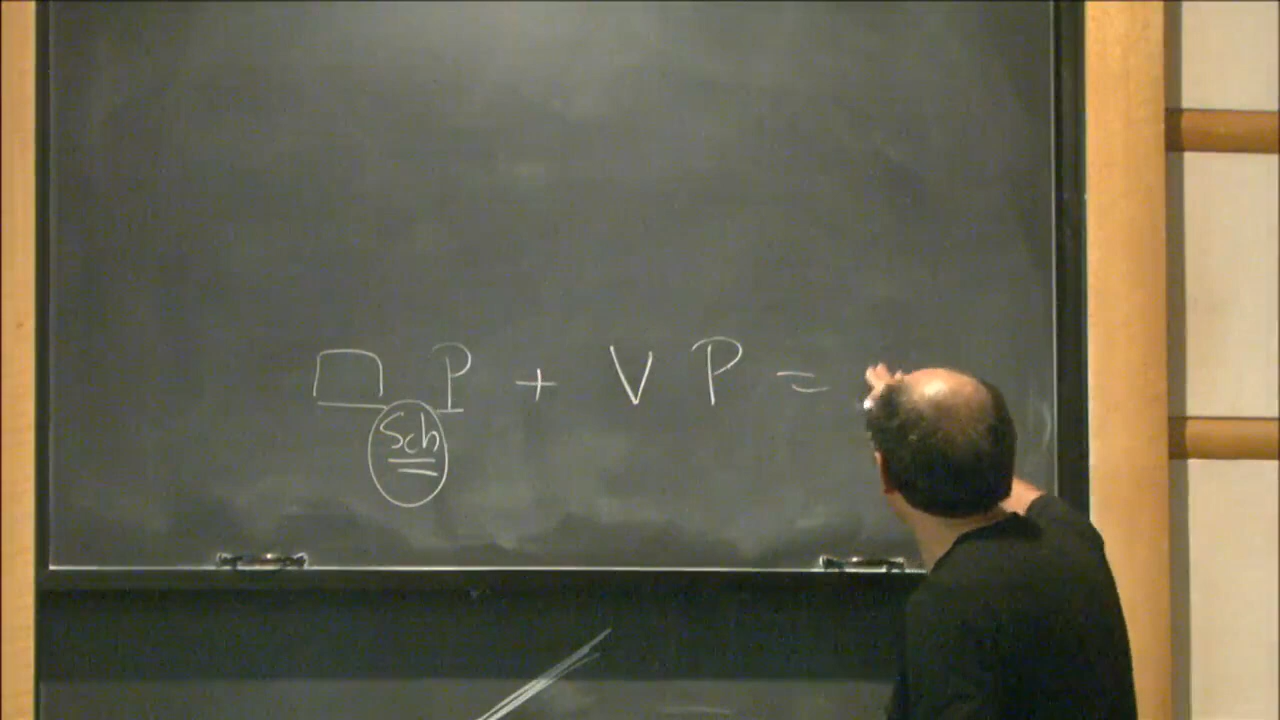 □ P + V P =
Sch